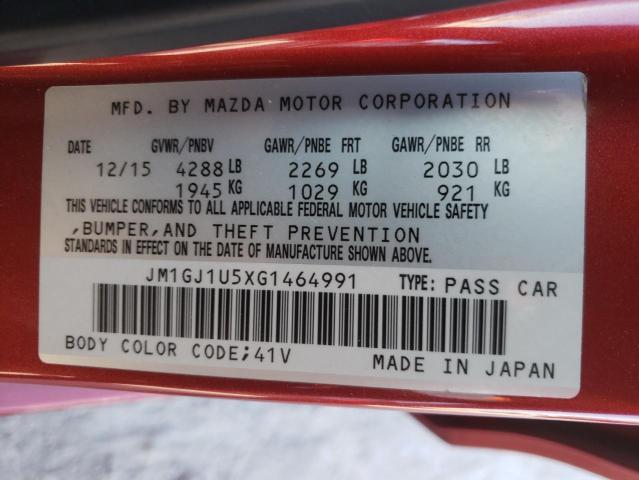 MFD. BY MAZDA MOTOR CORPORATION
DATE GVWR/PNBV GAWR/PNBE FRT GAWR/PNBE RR
12/15 4288 LB 2269 LB 2030 LB
1945 KG 1029 KG 921 KG
THIS VEHICLE CONFORMS TO ALL APPLICABLE FEDERAL MOTOR VEHICLE SAFETY
,BUMPER,AND THEFT PREVENTION
STANDARDS IN EFFECT ON THE DATE OF MANUFACTURE SHOWN ABOVE.
JM1GJ1U5XG1464991 TYPE: PASS CAR
BODY COLOR CODE;41V MADE IN JAPAN